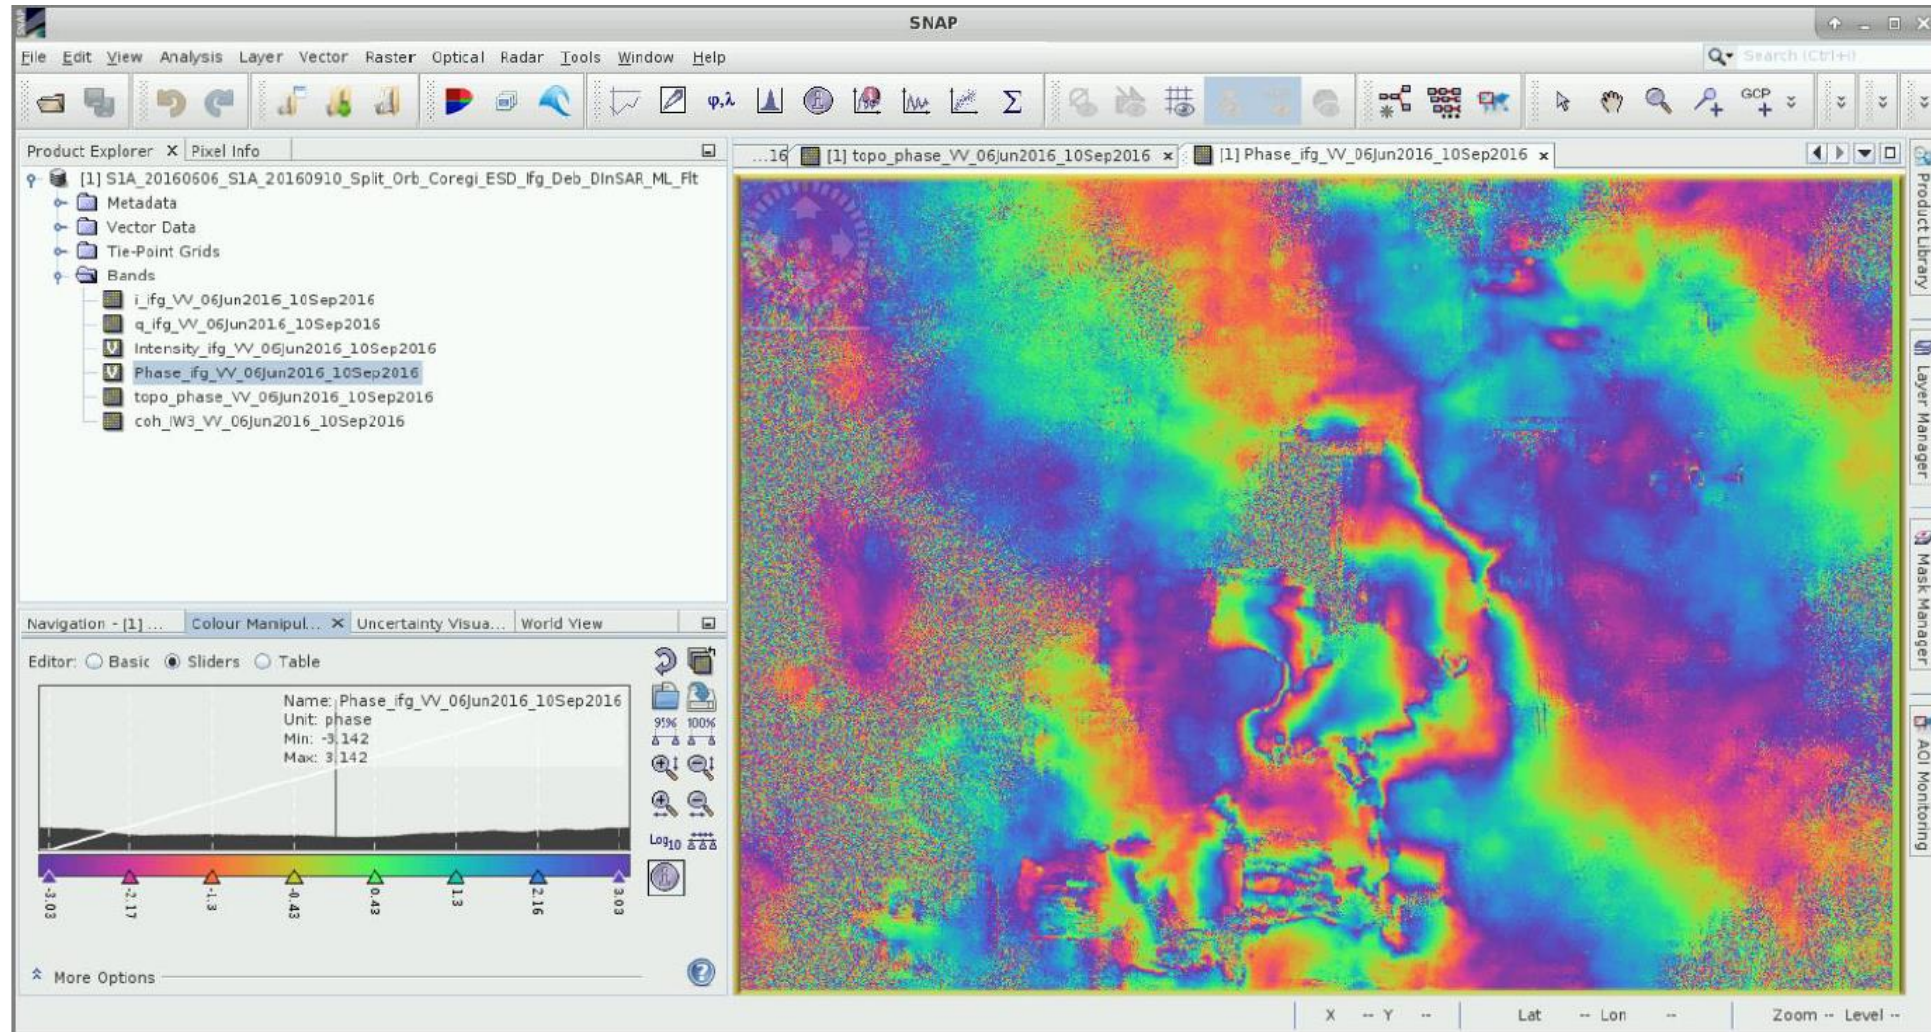 SNAP
SNAP
File Edit View Analysis Layer Vector Raster Optical Radar Tools Window Help
Search (Ctrl+I)
φ,λ
Σ
GCP
Product Explorer X Pixel Info
[1] S1A_20160606_S1A_20160910_Split_Orb_Coregi_ESD_Ifg_Deb_DInSAR_ML_Flt
Metadata
Vector Data
Tie-Point Grids
Bands
i_ifg_VV_06Jun2016_10Sep2016
q_ifg_VV_06Jun2016_10Sep2016
Intensity_ifg_VV_06Jun2016_10Sep2016
Phase_ifg_VV_06Jun2016_10Sep2016
topo_phase_VV_06Jun2016_10Sep2016
coh_IW3_VV_06Jun2016_10Sep2016
...16 [1] topo_phase_VV_06Jun2016_10Sep2016 x [1] Phase_ifg_VV_06Jun2016_10Sep2016 x
Product Library
Layer Manager
Mask Manager
AOI Monitoring
Navigation - [1] ... Colour Manipul... X Uncertainty Visua... World View
Editor: Basic Sliders Table
Name: Phase_ifg_VV_06Jun2016_10Sep2016
Unit: phase
Min: -3.142
Max: 3.142
95% 100%
Log10
-3.03 -2.17 -1.3 -0.43 0.43 1.3 2.16 3.03
More Options
X -- Y -- Lat -- Lon -- Zoom -- Level --